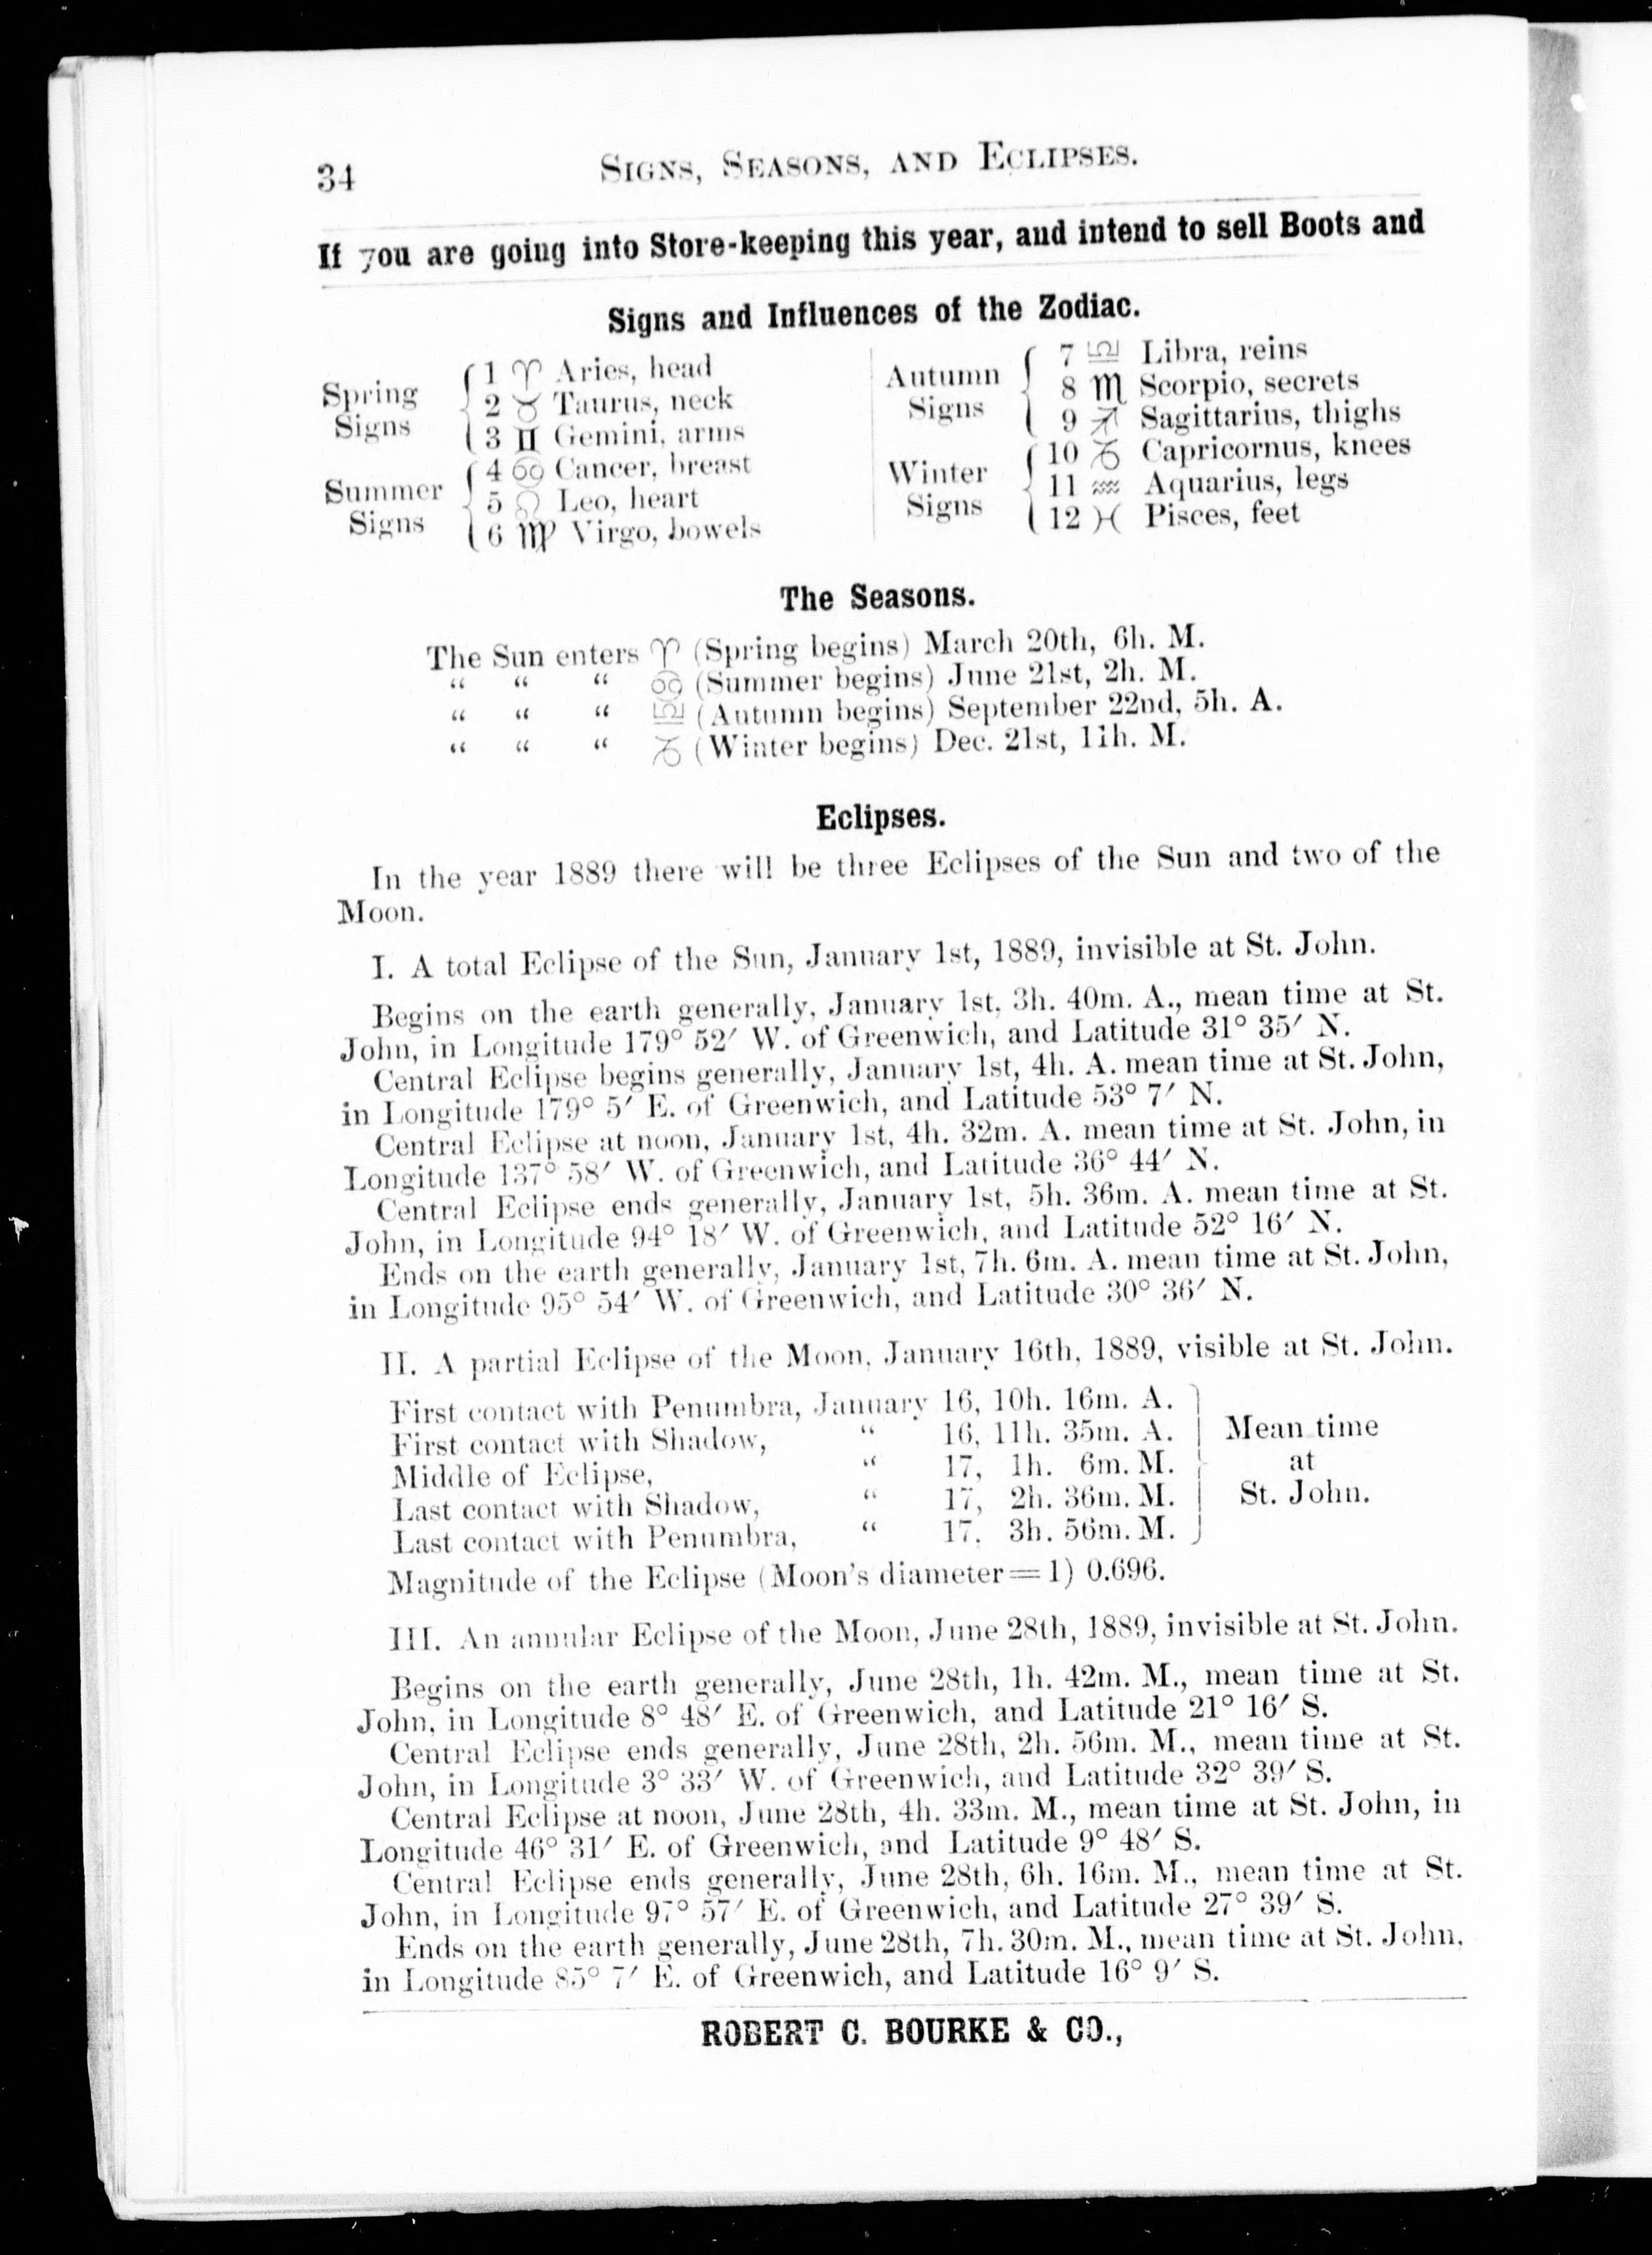 34 SIGNS, SEASONS, AND ECLIPSES.
If you are going into Store-keeping this year, and intend to sell Boots and
Signs and Influences of the Zodiac.
Spring Signs
1 ♈ Aries, head
2 ♉ Taurus, neck
3 ♊ Gemini, arms
Summer Signs
4 ♋ Cancer, breast
5 ♌ Leo, heart
6 ♍ Virgo, bowels
Autumn Signs
7 ♎ Libra, reins
8 ♏ Scorpio, secrets
9 ♐ Sagittarius, thighs
Winter Signs
10 ♑ Capricornus, knees
11 ♒ Aquarius, legs
12 ♓ Pisces, feet
The Seasons.
The Sun enters ♈ (Spring begins) March 20th, 6h. M.
" " " ♋ (Summer begins) June 21st, 2h. M.
" " " ♎ (Autumn begins) September 22nd, 5h. A.
" " " ♑ (Winter begins) Dec. 21st, 11h. M.
Eclipses.
In the year 1889 there will be three Eclipses of the Sun and two of the
Moon.
I. A total Eclipse of the Sun, January 1st, 1889, invisible at St. John.
Begins on the earth generally, January 1st, 3h. 40m. A., mean time at St.
John, in Longitude 179° 52′ W. of Greenwich, and Latitude 31° 35′ N.
Central Eclipse begins generally, January 1st, 4h. A. mean time at St. John,
in Longitude 179° 5′ E. of Greenwich, and Latitude 53° 7′ N.
Central Eclipse at noon, January 1st, 4h. 32m. A. mean time at St. John, in
Longitude 137° 58′ W. of Greenwich, and Latitude 36° 44′ N.
Central Eclipse ends generally, January 1st, 5h. 36m. A. mean time at St.
John, in Longitude 94° 18′ W. of Greenwich, and Latitude 52° 16′ N.
Ends on the earth generally, January 1st, 7h. 6m. A. mean time at St. John,
in Longitude 95° 54′ W. of Greenwich, and Latitude 30° 36′ N.
II. A partial Eclipse of the Moon, January 16th, 1889, visible at St. John.
First contact with Penumbra, January 16, 10h. 16m. A.
First contact with Shadow, " 16, 11h. 35m. A.
Middle of Eclipse, " 17, 1h. 6m. M.
Last contact with Shadow, " 17, 2h. 36m. M.
Last contact with Penumbra, " 17. 3h. 56m. M.
Mean time
at
St. John.
Magnitude of the Eclipse (Moon's diameter=1) 0.696.
III. An annular Eclipse of the Moon, June 28th, 1889, invisible at St. John.
Begins on the earth generally, June 28th, 1h. 42m. M., mean time at St.
John, in Longitude 8° 48′ E. of Greenwich, and Latitude 21° 16′ S.
Central Eclipse ends generally, June 28th, 2h. 56m. M., mean time at St.
John, in Longitude 3° 33′ W. of Greenwich, and Latitude 32° 39′ S.
Central Eclipse at noon, June 28th, 4h. 33m. M., mean time at St. John, in
Longitude 46° 31′ E. of Greenwich, and Latitude 9° 48′ S.
Central Eclipse ends generally, June 28th, 6h. 16m. M., mean time at St.
John, in Longitude 97° 57′ E. of Greenwich, and Latitude 27° 39′ S.
Ends on the earth generally, June 28th, 7h. 30m. M., mean time at St. John,
in Longitude 85° 7′ E. of Greenwich, and Latitude 16° 9′ S.
ROBERT C. BOURKE & CO.,